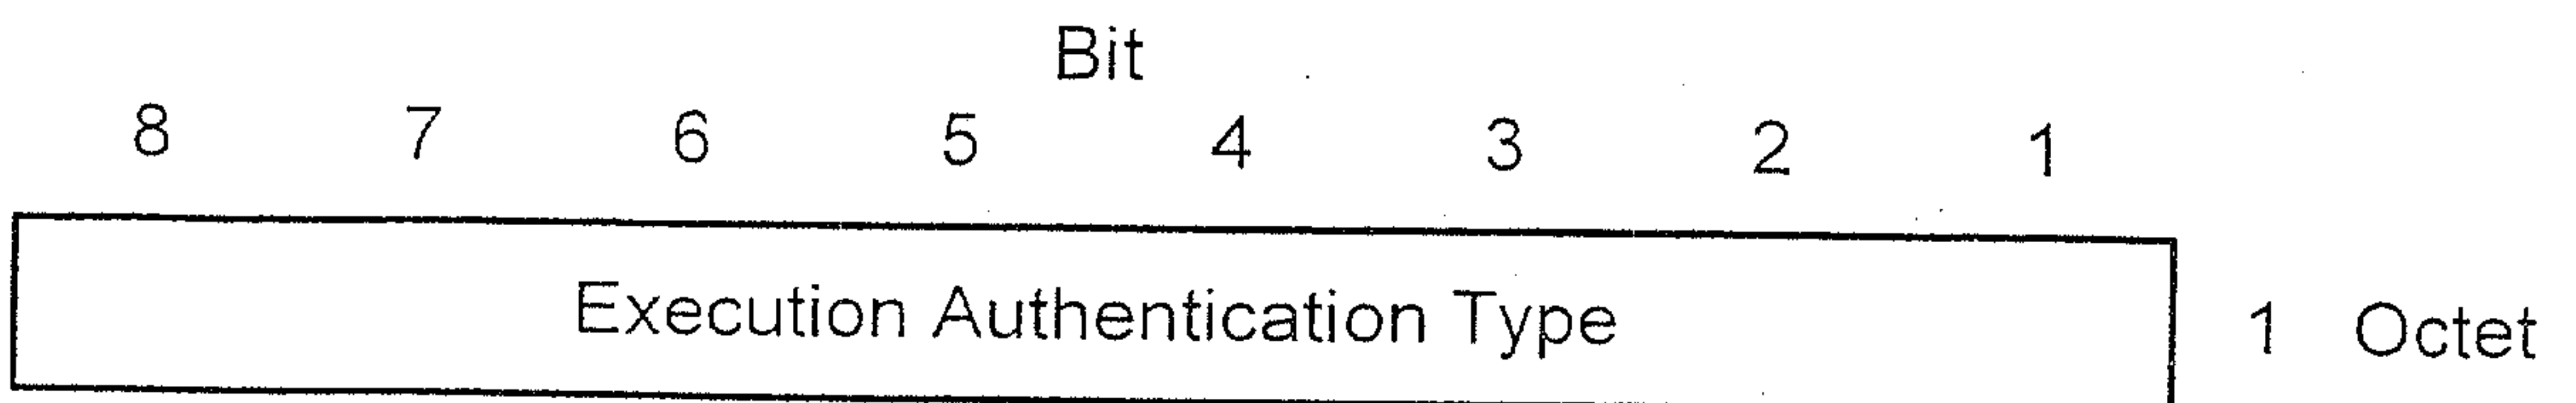 Bit
8 7 6 5 4 3 2 1
Execution Authentication Type 1 Octet